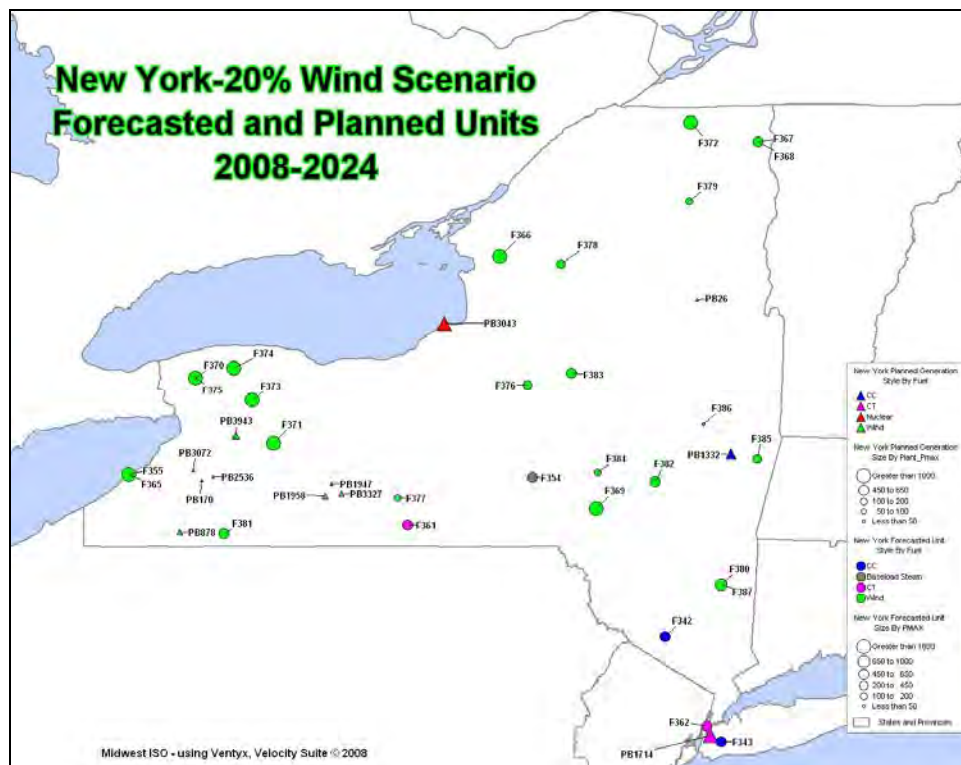 New York-20% Wind Scenario
Forecasted and Planned Units
2008-2024
F372
F367
F368
F379
F366
F378
PB26
PB3043
F374
F370
F375
F373
F383
F376
PB3943
F371
F386
PB3072
F384
PB1332
F385
F355
F365
PB2536
PB1947
F354
F382
PB170
PB1958
PB3327
F377
F369
PB878
F381
F361
F380
F387
F342
F362
F343
PB1714
New York Planned Generation
Style By Fuel
CC
CT
Nuclear
Wind
New York Planned Generation
Size By Plant_Pmax
Greater than 1000
450 to 650
100 to 200
50 to 100
Less than 50
New York Forecasted Unit
Style By Fuel
CC
Baseload Steam
CT
Wind
New York Forecasted Unit
Size By PMAX
Greater than 1000
650 to 1000
450 to 650
200 to 450
100 to 200
Less than 50
States and Provinces
Midwest ISO - using Ventyx, Velocity Suite © 2008